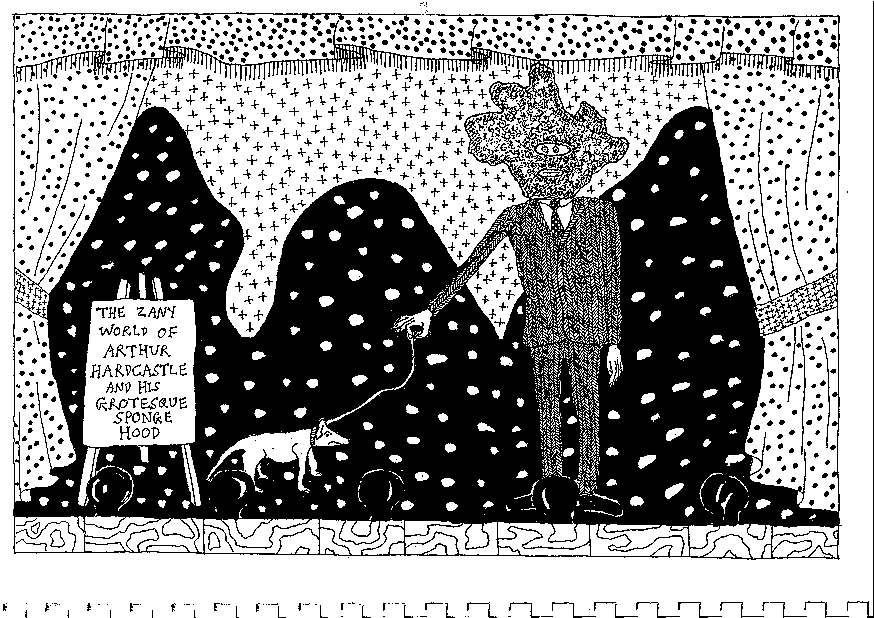 THE ZANY
WORLD OF
ARTHUR
HARDCASTLE
AND HIS
GROTESQUE
SPONGE
HOOD